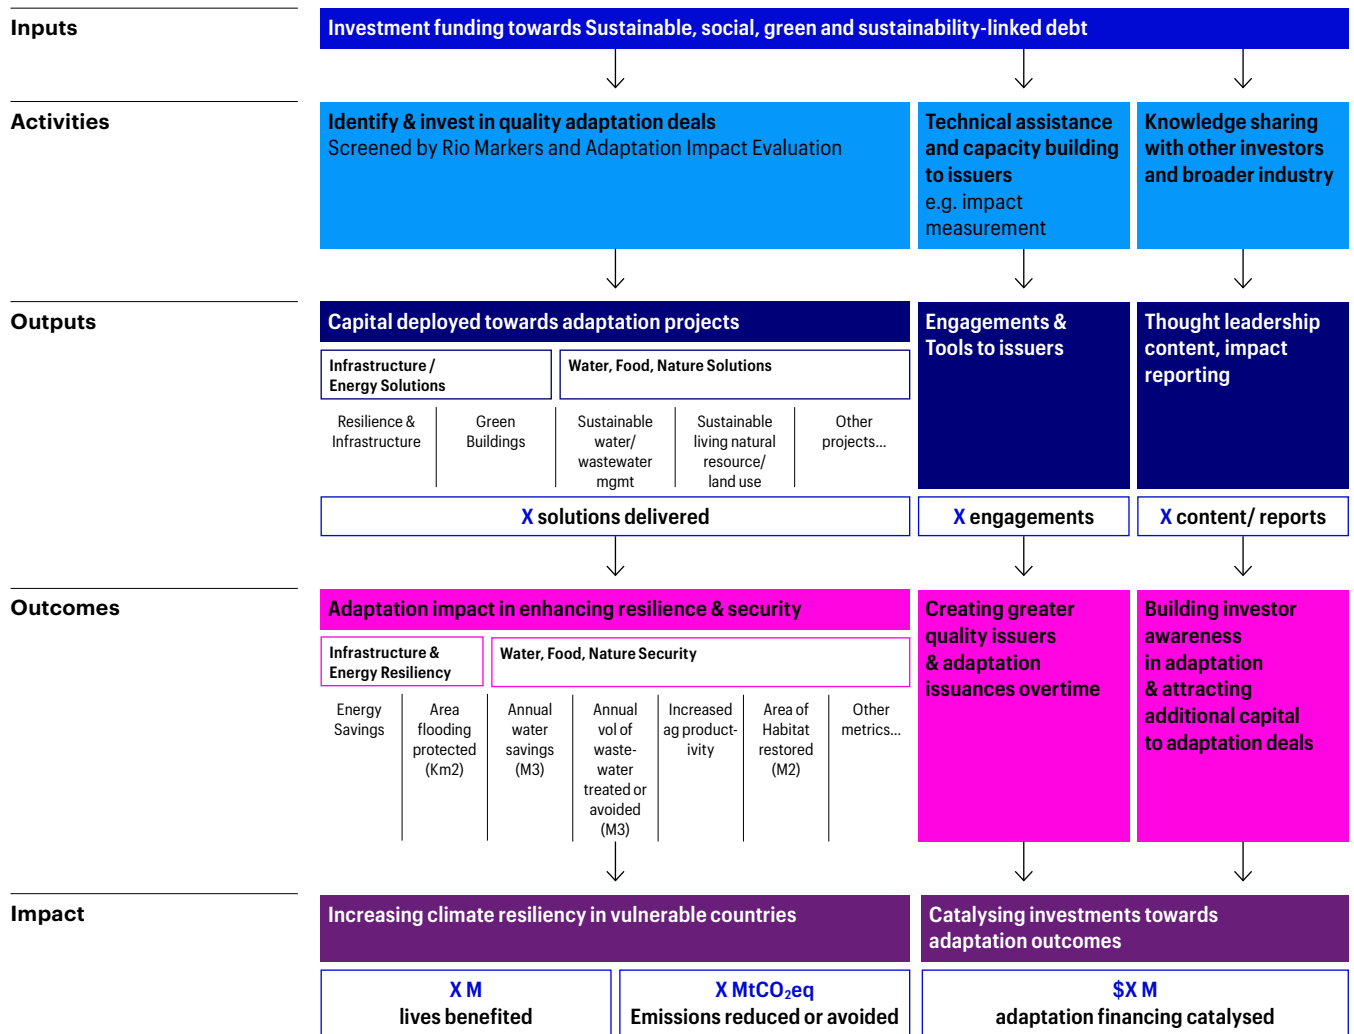 Inputs
Investment funding towards Sustainable, social, green and sustainability-linked debt
Activities
Identify & invest in quality adaptation deals
Screened by Rio Markers and Adaptation Impact Evaluation
Technical assistance
and capacity building
to issuers
e.g. impact
measurement
Knowledge sharing
with other investors
and broader industry
Outputs
Capital deployed towards adaptation projects
Infrastructure /
Energy Solutions
Water, Food, Nature Solutions
Resilience &
Infrastructure
Green
Buildings
Sustainable
water/
wastewater
mgmt
Sustainable
living natural
resource/
land use
Other
projects...
X solutions delivered
Engagements &
Tools to issuers
X engagements
Thought leadership
content, impact
reporting
X content/ reports
Outcomes
Adaptation impact in enhancing resilience & security
Infrastructure &
Energy Resiliency
Water, Food, Nature Security
Energy
Savings
Area
flooding
protected
(Km2)
Annual
water
savings
(M3)
Annual
vol of
waste-
water
treated or
avoided
(M3)
Increased
ag product-
ivity
Area of
Habitat
restored
(M2)
Other
metrics...
Creating greater
quality issuers
& adaptation
issuances overtime
Building investor
awareness
in adaptation
& attracting
additional capital
to adaptation deals
Impact
Increasing climate resiliency in vulnerable countries
X M
lives benefited
X MtCO₂eq
Emissions reduced or avoided
Catalysing investments towards
adaptation outcomes
$X M
adaptation financing catalysed